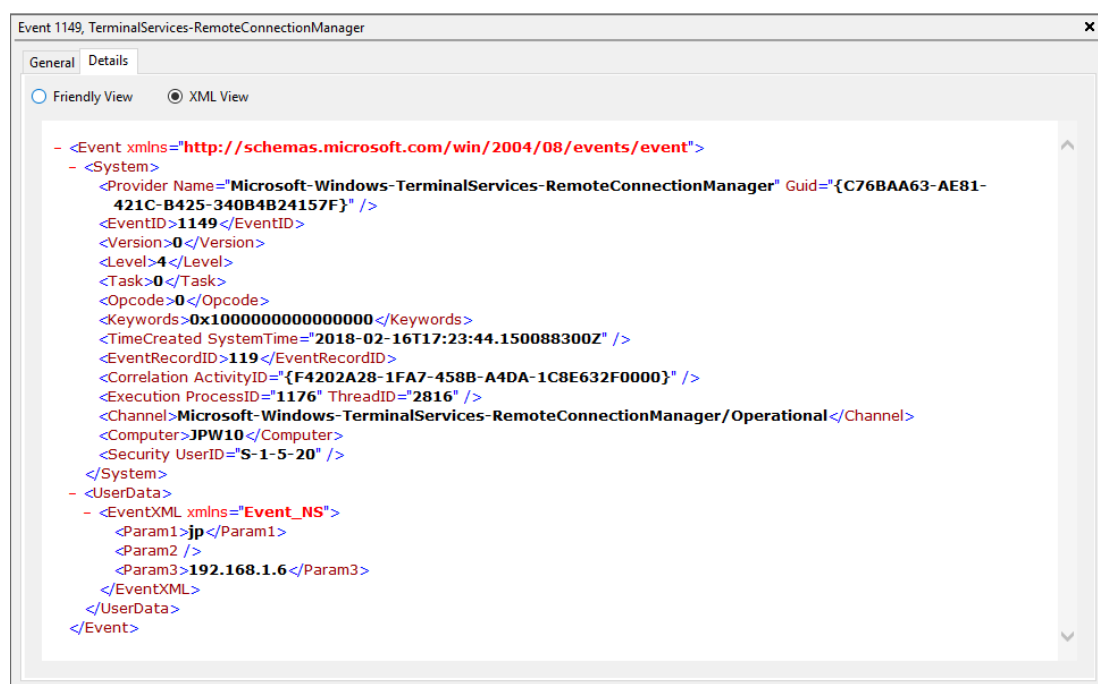 Event 1149, TerminalServices-RemoteConnectionManager
General Details
Friendly View XML View
- <Event xmlns="http://schemas.microsoft.com/win/2004/08/events/event">
- <System>
<Provider Name="Microsoft-Windows-TerminalServices-RemoteConnectionManager" Guid="{C76BAA63-AE81-
421C-B425-340B4B24157F}" />
<EventID>1149</EventID>
<Version>0</Version>
<Level>4</Level>
<Task>0</Task>
<Opcode>0</Opcode>
<Keywords>0x1000000000000000</Keywords>
<TimeCreated SystemTime="2018-02-16T17:23:44.150088300Z" />
<EventRecordID>119</EventRecordID>
<Correlation ActivityID="{F4202A28-1FA7-458B-A4DA-1C8E632F0000}" />
<Execution ProcessID="1176" ThreadID="2816" />
<Channel>Microsoft-Windows-TerminalServices-RemoteConnectionManager/Operational</Channel>
<Computer>JPW10</Computer>
<Security UserID="S-1-5-20" />
</System>
- <UserData>
- <EventXML xmlns="Event_NS">
<Param1>jp</Param1>
<Param2 />
<Param3>192.168.1.6</Param3>
</EventXML>
</UserData>
</Event>